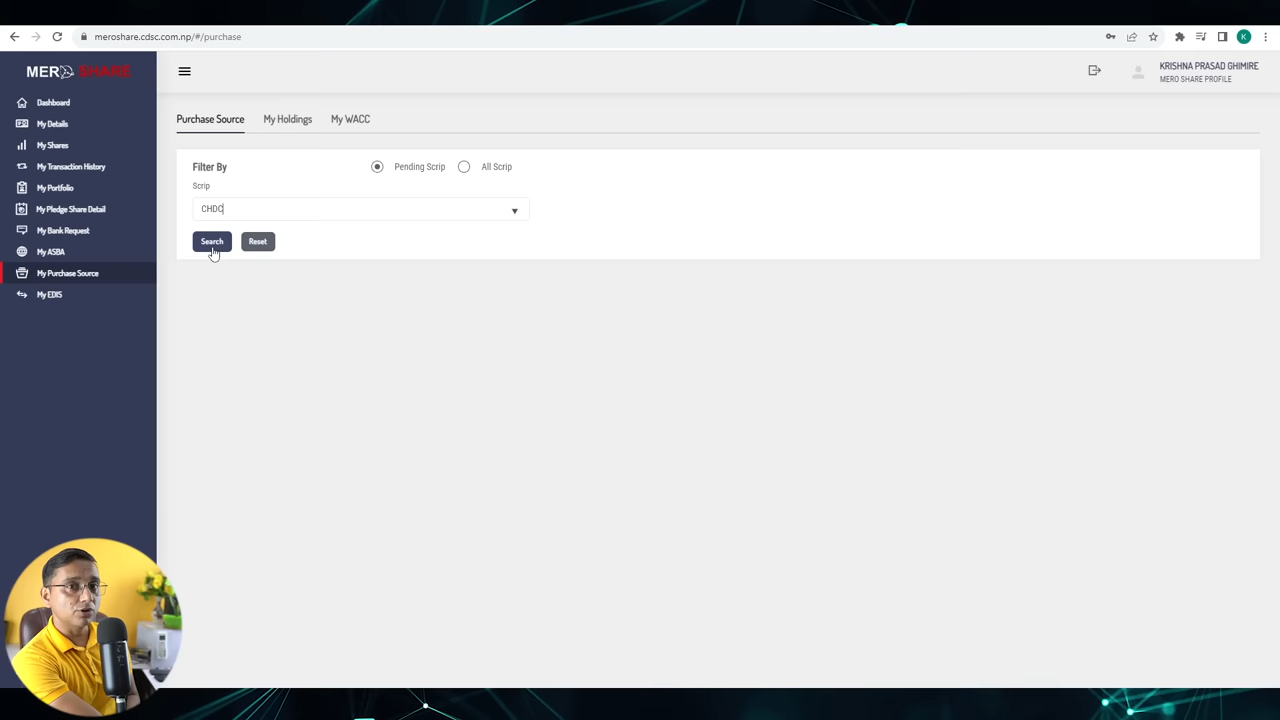 meroshare.cdsc.com.np/#/purchase
K
MERO SHARE
KRISHNA PRASAD GHIMIRE
MERO SHARE PROFILE
Dashboard
My Details
My Shares
My Transaction History
My Portfolio
My Pledge Share Detail
My Bank Request
My ASBA
My Purchase Source
My EDIS
Purchase Source My Holdings My WACC
Filter By Pending Scrip All Scrip
Scrip
CHDC
Search Reset